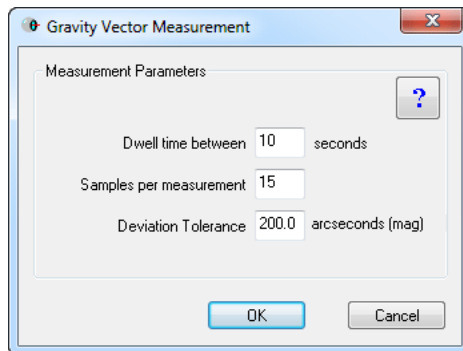 Gravity Vector Measurement
Measurement Parameters
?
Dwell time between 10 seconds
Samples per measurement 15
Deviation Tolerance 200.0 arcseconds (mag)
OK Cancel